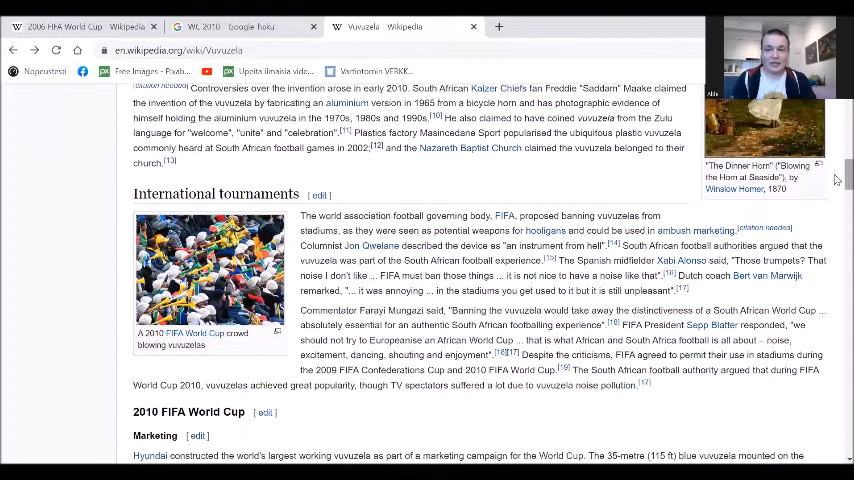 2006 FIFA World Cup - Wikipedia
WC 2010 - Google-haku
Vuvuzela - Wikipedia
en.wikipedia.org/wiki/Vuvuzela
Nopeustesti
Free Images - Pixab...
Upeita ilmaisia video...
Vartiotornin VERKK...
[citation needed] Controversies over the invention arose in early 2010. South African Kaizer Chiefs fan Freddie "Saddam" Maake claimed
the invention of the vuvuzela by fabricating an aluminium version in 1965 from a bicycle horn and has photographic evidence of
himself holding the aluminium vuvuzela in the 1970s, 1980s and 1990s.[10] He also claimed to have coined vuvuzela from the Zulu
language for "welcome", "unite" and "celebration".[11] Plastics factory Masincedane Sport popularised the ubiquitous plastic vuvuzela
commonly heard at South African football games in 2002;[12] and the Nazareth Baptist Church claimed the vuvuzela belonged to their
church.[13]
"The Dinner Horn" ("Blowing
the Horn at Seaside"), by
Winslow Homer, 1870
International tournaments [ edit ]
The world association football governing body, FIFA, proposed banning vuvuzelas from
stadiums, as they were seen as potential weapons for hooligans and could be used in ambush marketing.[citation needed]
Columnist Jon Qwelane described the device as "an instrument from hell".[14] South African football authorities argued that the
vuvuzela was part of the South African football experience.[15] The Spanish midfielder Xabi Alonso said, "Those trumpets? That
noise I don't like ... FIFA must ban those things ... it is not nice to have a noise like that".[16] Dutch coach Bert van Marwijk
remarked, "... it was annoying ... in the stadiums you get used to it but it is still unpleasant".[17]
A 2010 FIFA World Cup crowd
blowing vuvuzelas
Commentator Farayi Mungazi said, "Banning the vuvuzela would take away the distinctiveness of a South African World Cup ...
absolutely essential for an authentic South African footballing experience".[18] FIFA President Sepp Blatter responded, "we
should not try to Europeanise an African World Cup ... that is what African and South Africa football is all about – noise,
excitement, dancing, shouting and enjoyment".[18][17] Despite the criticisms, FIFA agreed to permit their use in stadiums during
the 2009 FIFA Confederations Cup and 2010 FIFA World Cup.[19] The South African football authority argued that during FIFA
World Cup 2010, vuvuzelas achieved great popularity, though TV spectators suffered a lot due to vuvuzela noise pollution.[17]
2010 FIFA World Cup [ edit ]
Marketing [ edit ]
Hyundai constructed the world's largest working vuvuzela as part of a marketing campaign for the World Cup. The 35-metre (115 ft) blue vuvuzela mounted on the